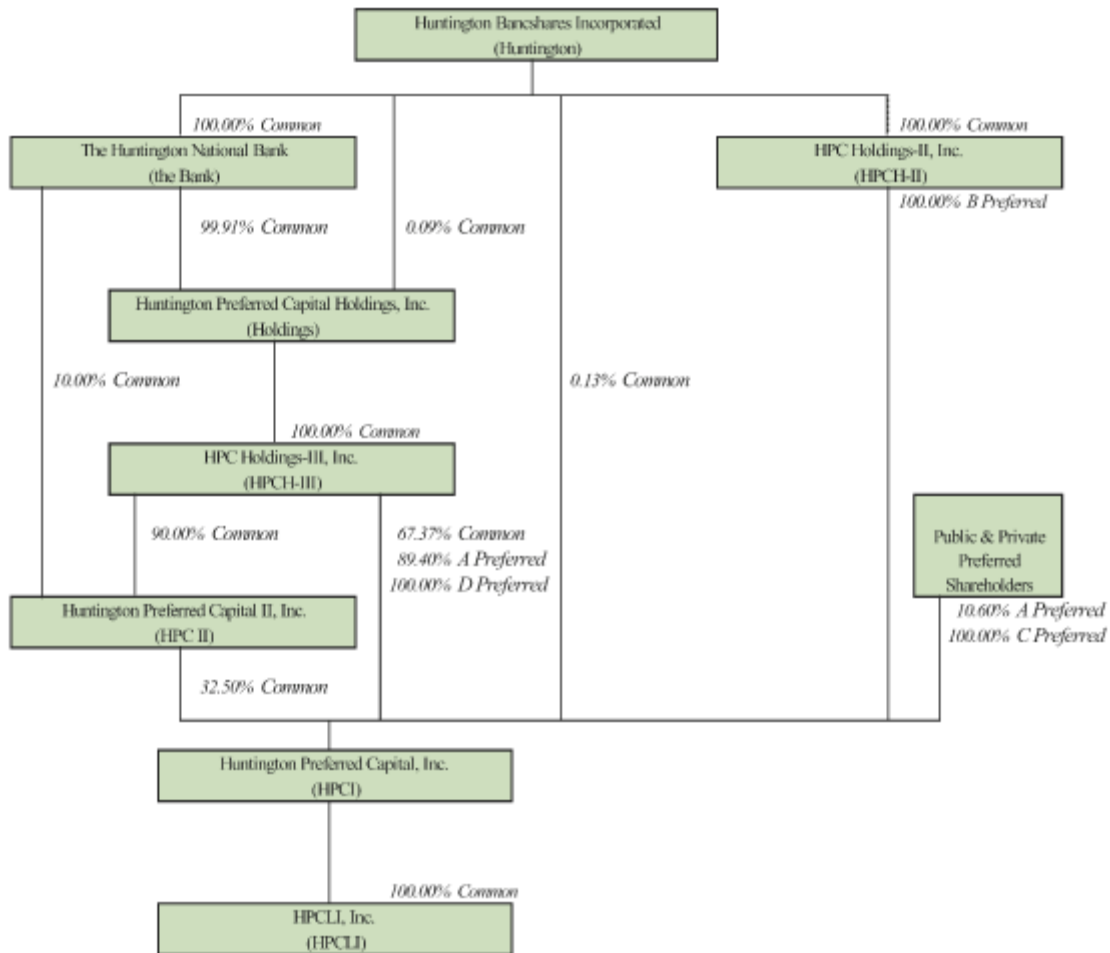 Huntington Bancshares Incorporated
(Huntington)
100.00% Common
100.00% Common
The Huntington National Bank
(the Bank)
HPC Holdings-II, Inc.
(HPCH-II)
100.00% B Preferred
99.91% Common
0.09% Common
Huntington Preferred Capital Holdings, Inc.
(Holdings)
10.00% Common
0.13% Common
100.00% Common
HPC Holdings-III, Inc.
(HPCH-III)
90.00% Common
67.37% Common
89.40% A Preferred
100.00% D Preferred
Public & Private
Preferred
Shareholders
10.60% A Preferred
100.00% C Preferred
Huntington Preferred Capital II, Inc.
(HPC II)
32.50% Common
Huntington Preferred Capital, Inc.
(HPCI)
100.00% Common
HPCLI, Inc.
(HPCLI)